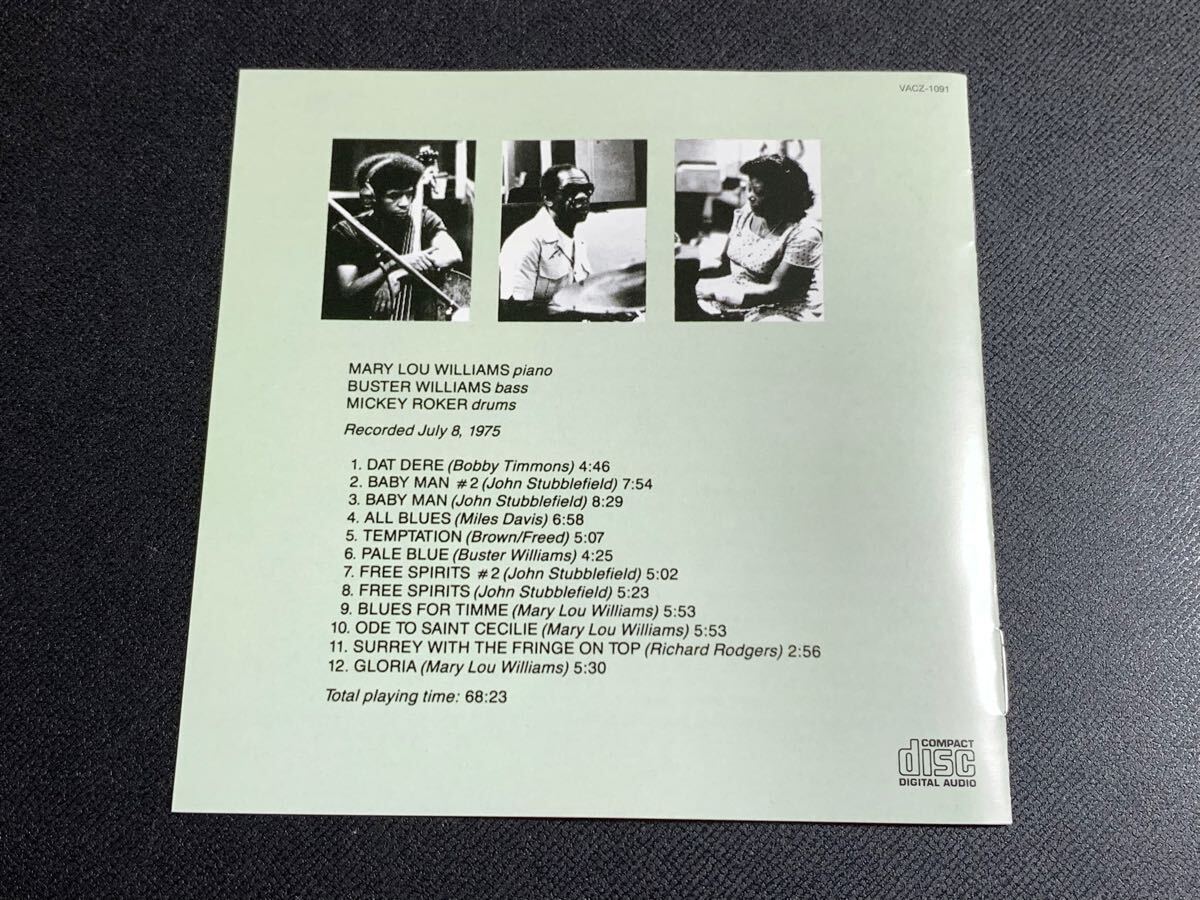 VACZ-1091
MARY LOU WILLIAMS piano
BUSTER WILLIAMS bass
MICKEY ROKER drums
Recorded July 8, 1975
1. DAT DERE (Bobby Timmons) 4:46
2. BABY MAN #2 (John Stubblefield) 7:54
3. BABY MAN (John Stubblefield) 8:29
4. ALL BLUES (Miles Davis) 6:58
5. TEMPTATION (Brown/Freed) 5:07
6. PALE BLUE (Buster Williams) 4:25
7. FREE SPIRITS #2 (John Stubblefield) 5:02
8. FREE SPIRITS (John Stubblefield) 5:23
9. BLUES FOR TIMME (Mary Lou Williams) 5:53
10. ODE TO SAINT CECILIE (Mary Lou Williams) 5:53
11. SURREY WITH THE FRINGE ON TOP (Richard Rodgers) 2:56
12. GLORIA (Mary Lou Williams) 5:30
Total playing time: 68:23
COMPACT
disc
DIGITAL AUDIO